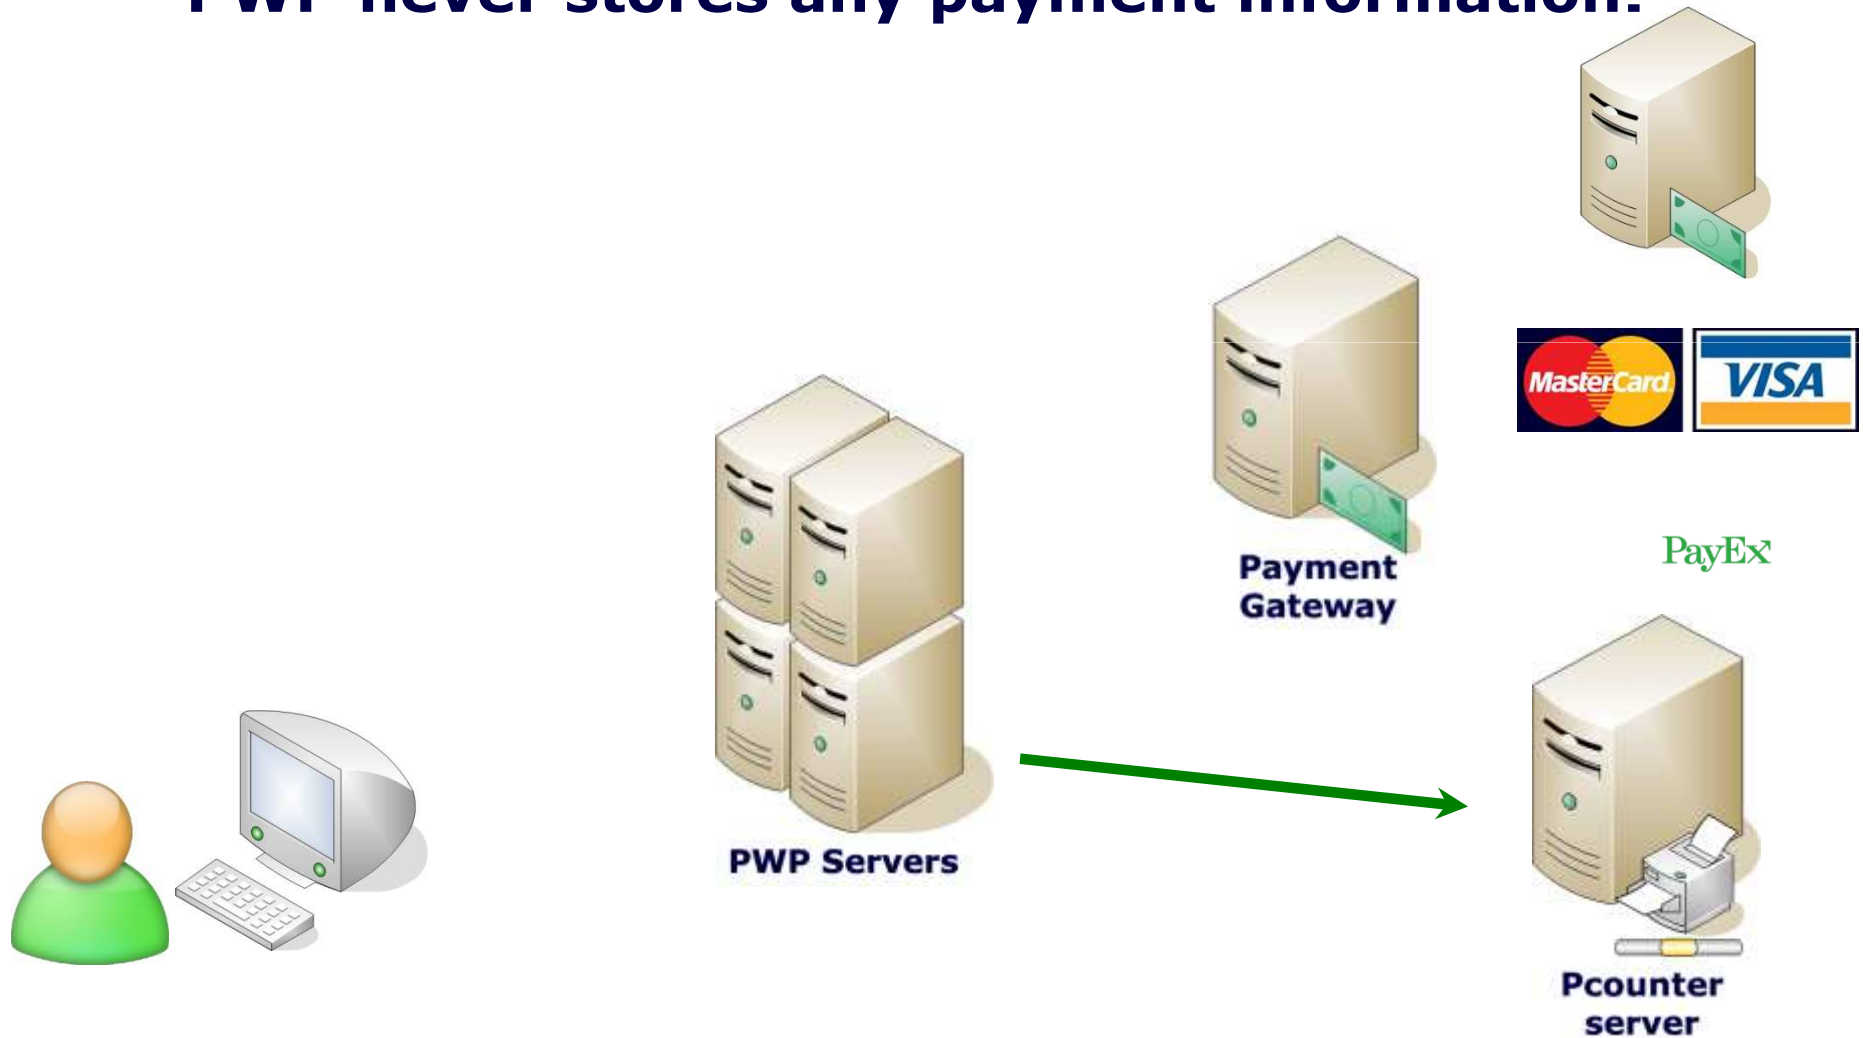 PWP never stores any payment information!
MasterCard
VISA
PayEx
Payment
Gateway
PWP Servers
Pcounter
server